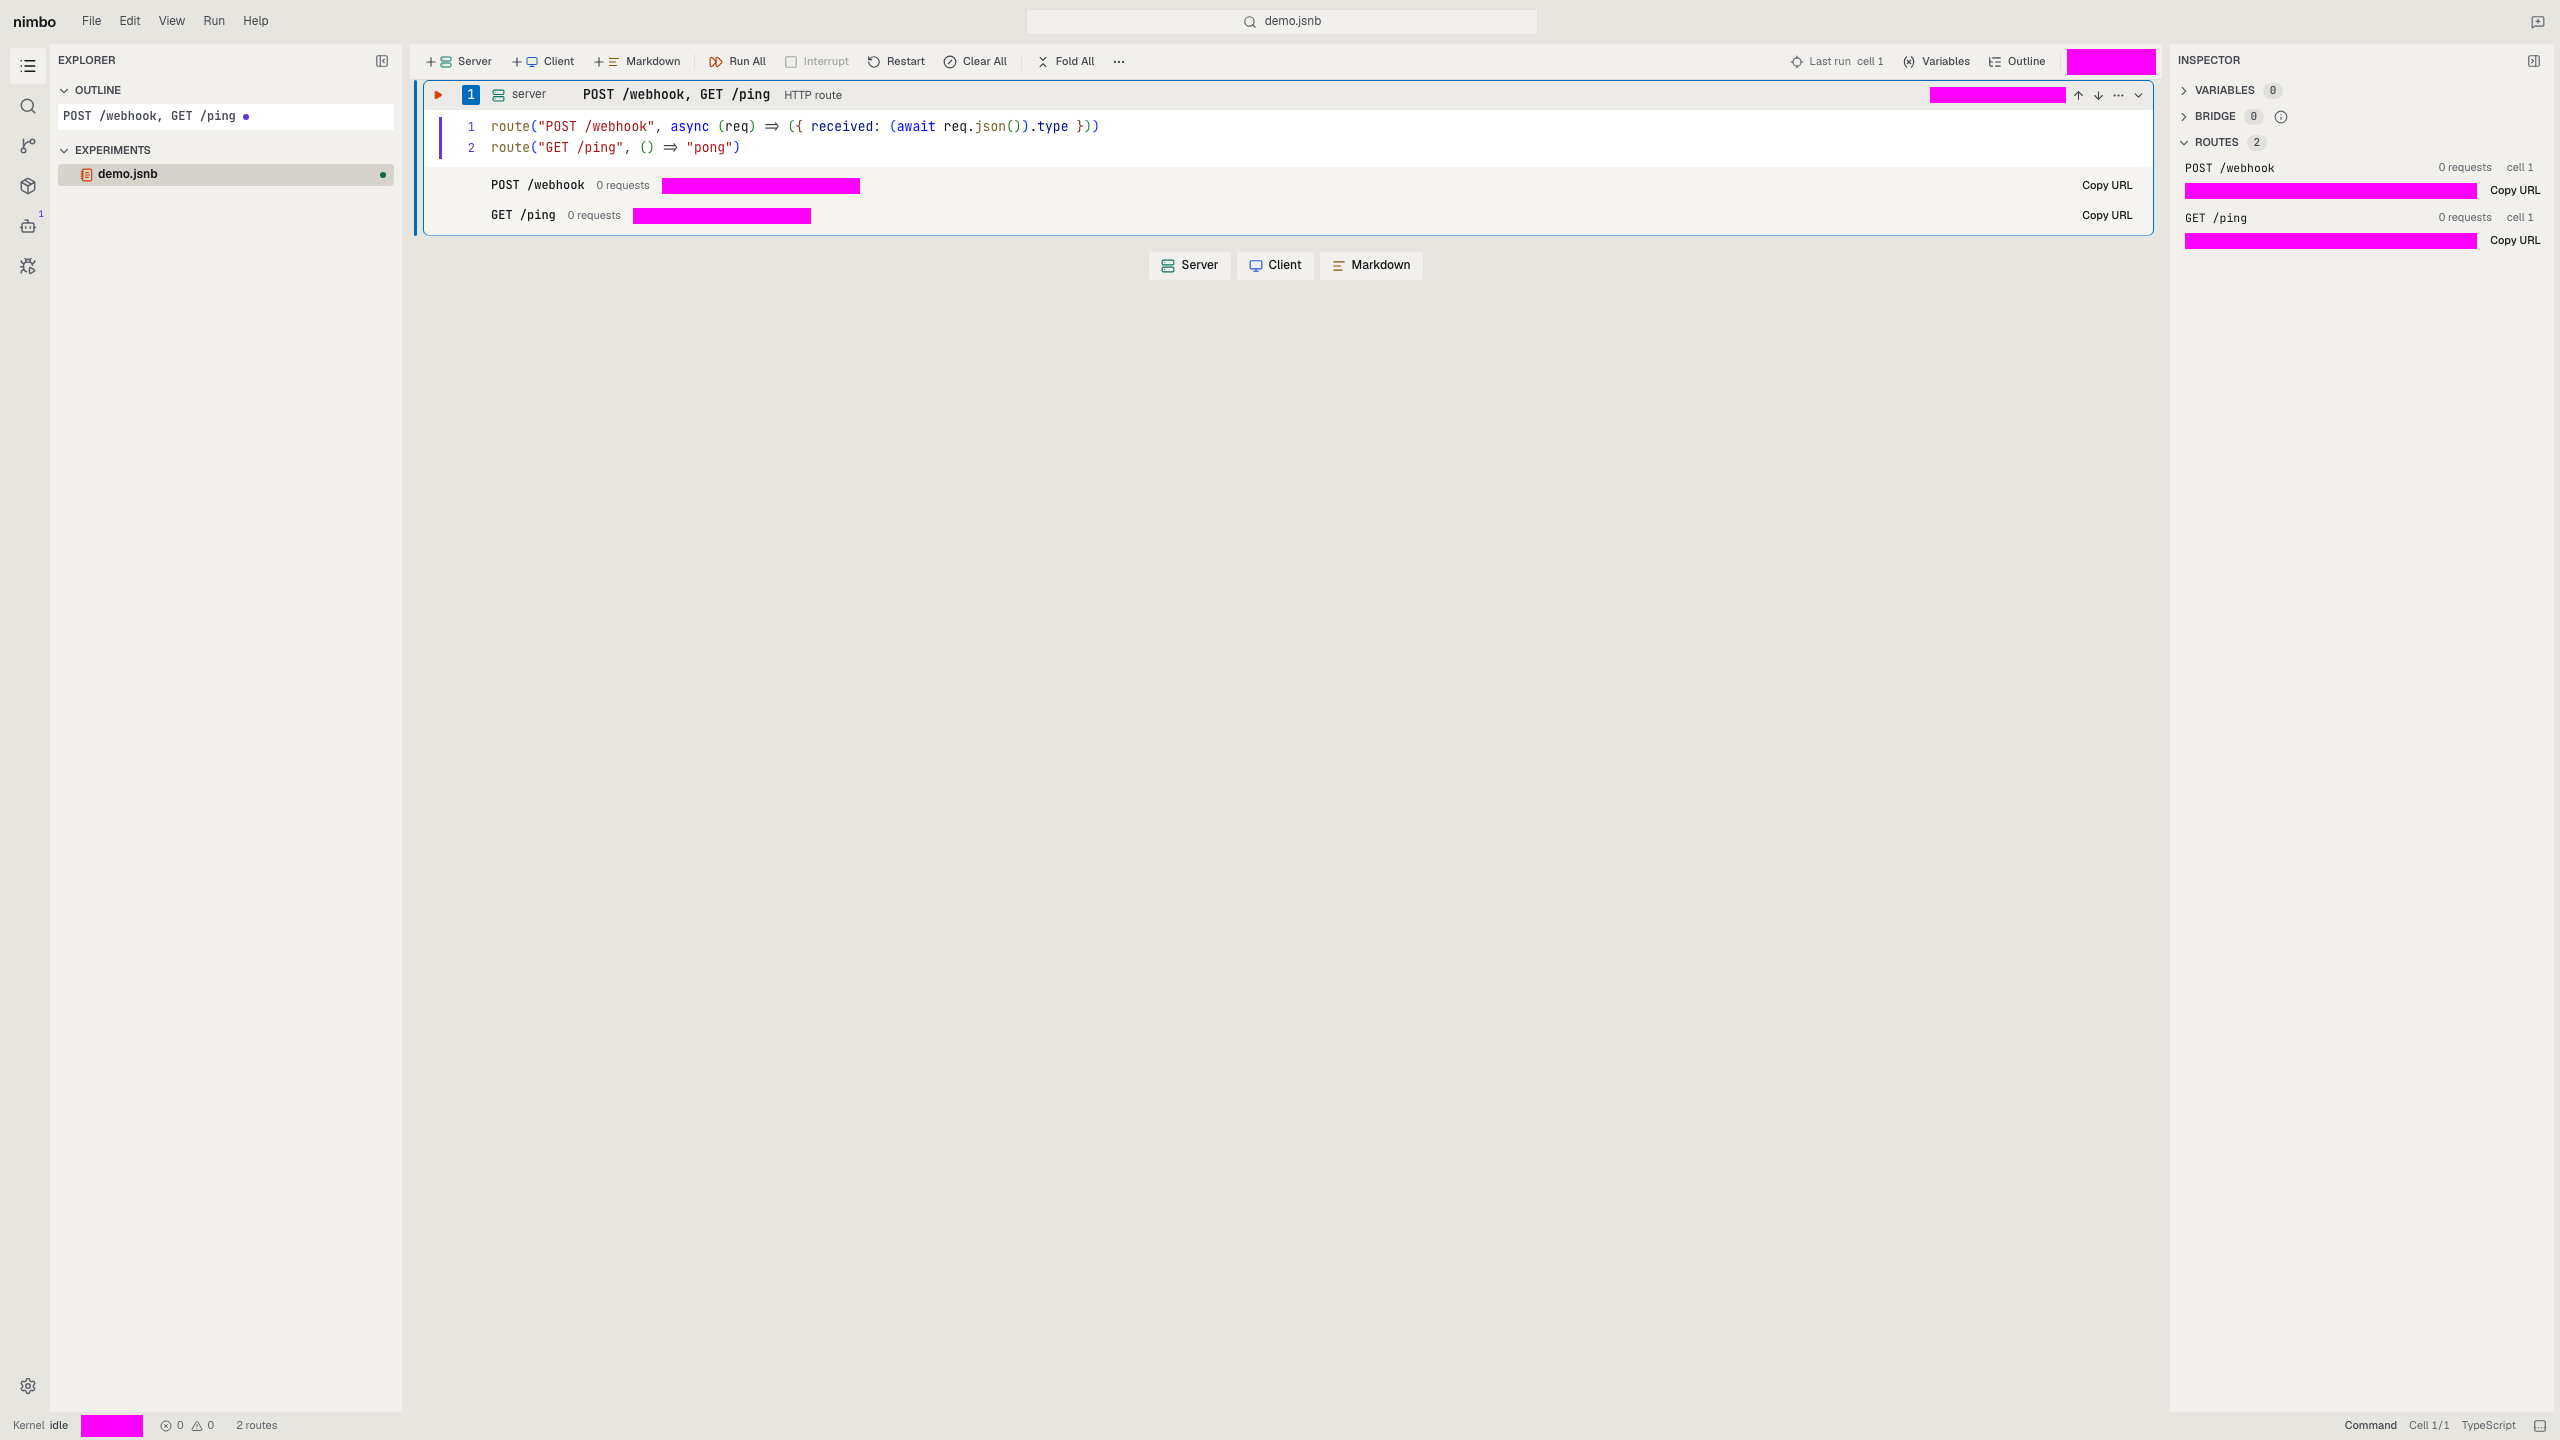 nimbo File Edit View Run Help demo.jsnb
EXPLORER
OUTLINE
POST /webhook, GET /ping
EXPERIMENTS
demo.jsnb
1
Server Client Markdown Run All Interrupt Restart Clear All Fold All Last run cell 1 Variables Outline
1 server POST /webhook, GET /ping HTTP route
1 route("POST /webhook", async (req) => ({ received: (await req.json()).type }))
2 route("GET /ping", () => "pong")
POST /webhook 0 requests Copy URL
GET /ping 0 requests Copy URL
Server Client Markdown
INSPECTOR
VARIABLES 0
BRIDGE 0
ROUTES 2
POST /webhook 0 requests cell 1
Copy URL
GET /ping 0 requests cell 1
Copy URL
Kernel idle 0 0 2 routes Command Cell 1/1 TypeScript